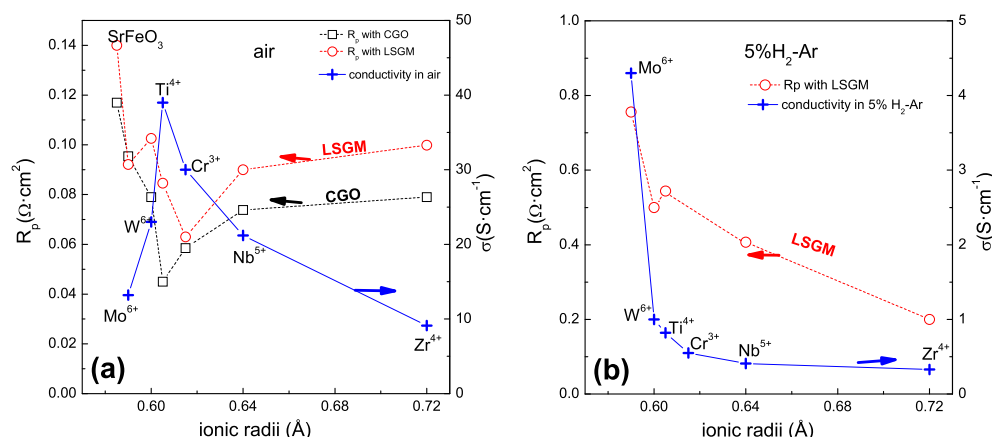 SrFeO₃
R_p with CGO
R_p with LSGM
conductivity in air
air
Ti⁴⁺
Cr³⁺
W⁶⁺
Nb⁵⁺
Mo⁶⁺
Zr⁴⁺
LSGM
CGO
(a)
0.00
0.02
0.04
0.06
0.08
0.10
0.12
0.14
R_p(Ω·cm²)
0
10
20
30
40
50
σ(S·cm⁻¹)
0.60
0.64
0.68
0.72
ionic radii (Å)
5%H₂-Ar
Mo⁶⁺
Rp with LSGM
conductivity in 5% H₂-Ar
LSGM
W⁶⁺
Ti⁴⁺
Cr³⁺
Nb⁵⁺
Zr⁴⁺
(b)
0.0
0.2
0.4
0.6
0.8
1.0
R_p(Ω·cm²)
0
1
2
3
4
5
σ(S·cm⁻¹)
0.60
0.64
0.68
0.72
ionic radii (Å)